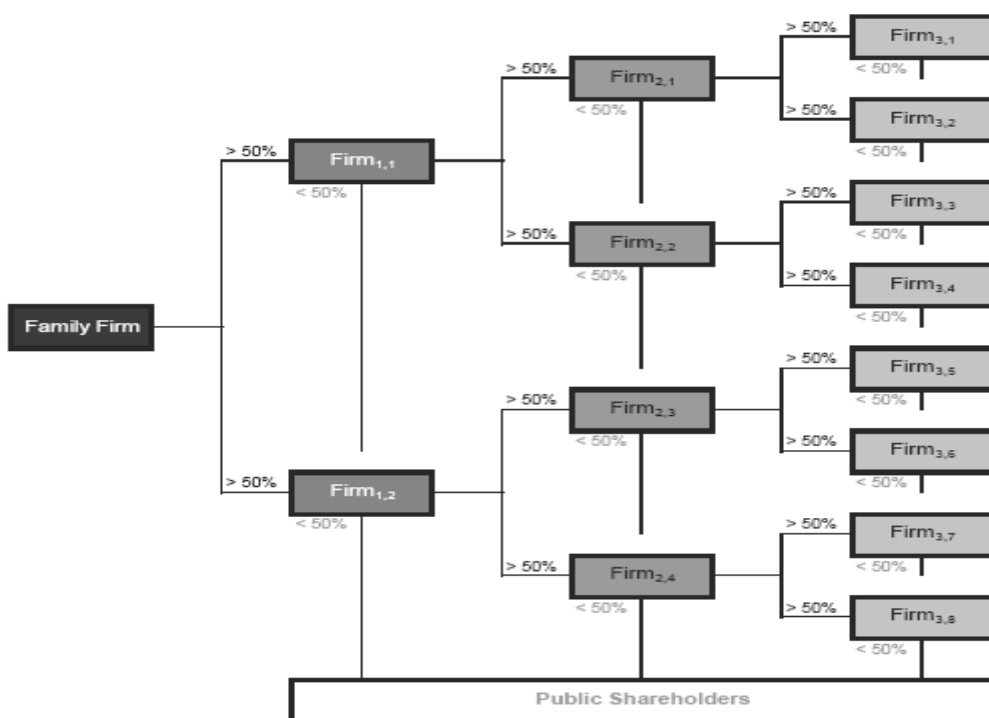 > 50%
Firm3,1
< 50%
> 50%
Firm2,1
< 50%
> 50%
Firm3,2
< 50%
> 50%
Firm1,1
< 50%
> 50%
Firm3,3
< 50%
> 50%
Firm2,2
< 50%
> 50%
Firm3,4
< 50%
Family Firm
> 50%
Firm3,5
< 50%
> 50%
Firm2,3
< 50%
> 50%
Firm3,6
< 50%
> 50%
Firm1,2
< 50%
> 50%
Firm3,7
< 50%
> 50%
Firm2,4
< 50%
> 50%
Firm3,8
< 50%
Public Shareholders